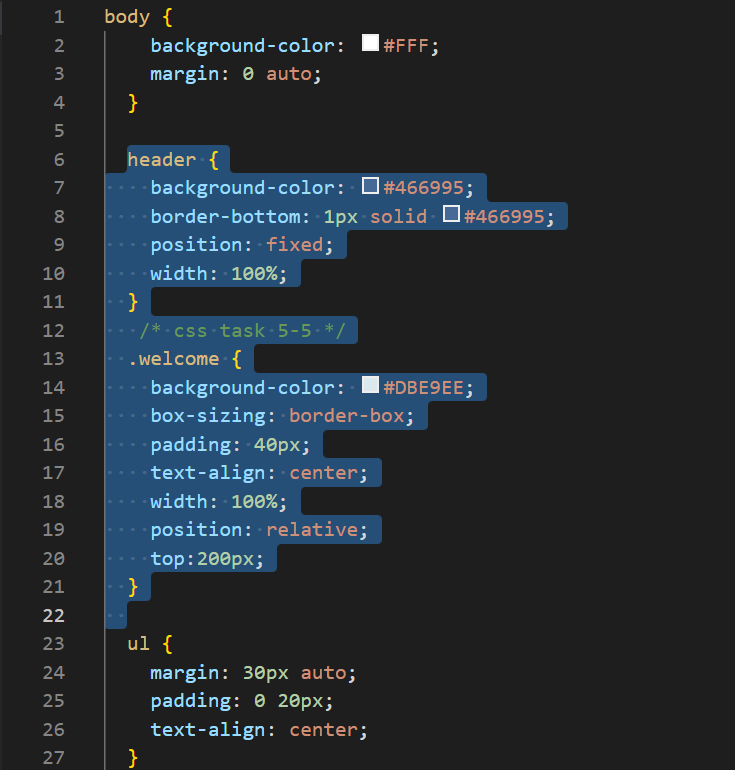 1 body {
2 background-color: #FFF;
3 margin: 0 auto;
4 }
5
6 header {
7 background-color: #466995;
8 border-bottom: 1px solid #466995;
9 position: fixed;
10 width: 100%;
11 }
12 /* css task 5-5 */
13 .welcome {
14 background-color: #DBE9EE;
15 box-sizing: border-box;
16 padding: 40px;
17 text-align: center;
18 width: 100%;
19 position: relative;
20 top:200px;
21 }
22
23 ul {
24 margin: 30px auto;
25 padding: 0 20px;
26 text-align: center;
27 }